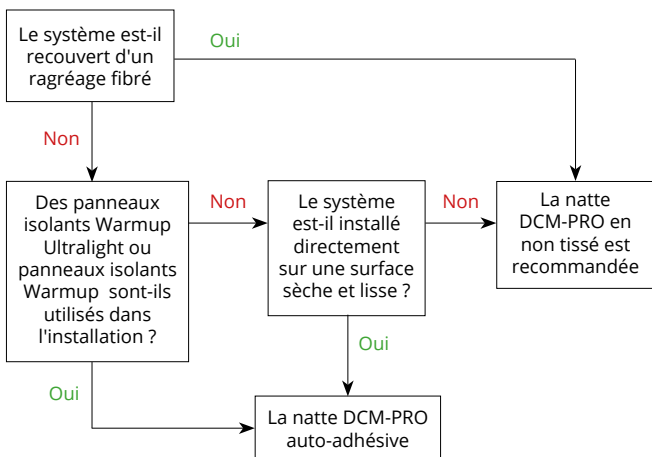 Le système est-il
recouvert d'un
ragréage fibré
Oui
Non
Des panneaux
isolants Warmup
Ultralight ou
panneaux isolants
Warmup sont-ils
utilisés dans
l'installation ?
Non
Le système
est-il installé
directement
sur une surface
sèche et lisse ?
Non
La natte
DCM-PRO en
non tissé est
recommandée
Oui
Oui
La natte DCM-PRO
auto-adhésive